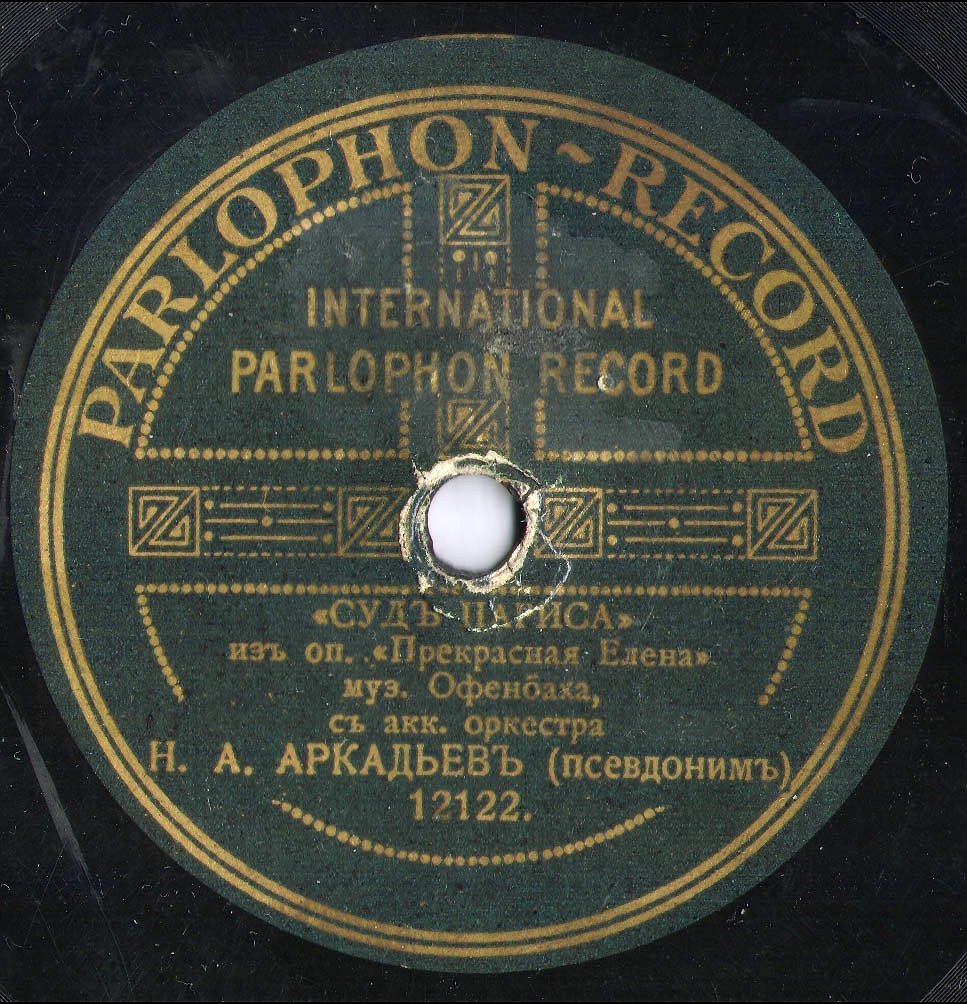 PARLOPHON ~ RECORD
INTERNATIONAL
PARLOPHON RECORD
«СУДЪ ПАРИСА»
изъ оп. «Прекрасная Елена»
муз. Офенбаха,
съ акк. оркестра
Н. А. АРКАДЬЕВЪ (псевдонимъ)
12122.